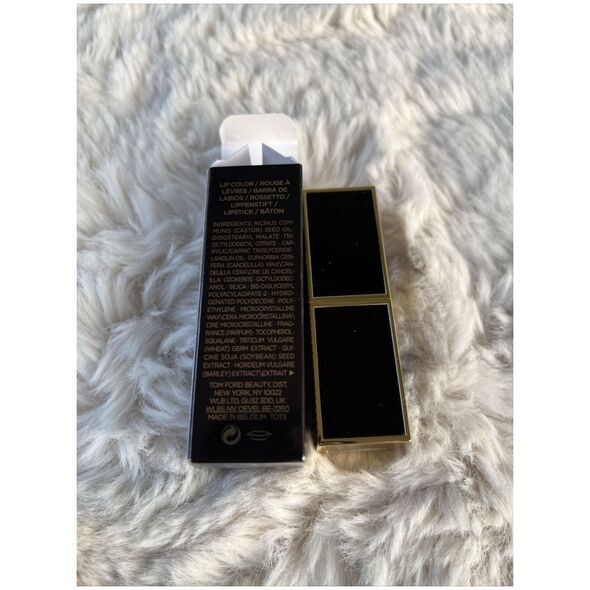 LIP COLOR / ROUGE À
LÈVRES / BARRA DE
LABIOS / ROSSETTO /
LIPPENSTIFT /
LIPSTICK / BÂTON
INGREDIENTS: RICINUS COM-
MUNIS (CASTOR) SEED OIL ·
DIISOSTEARYL MALATE · TRI-
OCTYLDODECYL CITRATE · CAP-
RYLIC/CAPRIC TRIGLYCERIDE ·
LANOLIN OIL · EUPHORBIA CERI-
FERA (CANDELILLA) WAX\CAN-
DELILLA CERA\CIRE DE CANDEL-
ILLA · OZOKERITE · OCTYLDODEC-
ANOL · SILICA · BIS-DIGLYCERYL
POLYACYLADIPATE-2 · HYDRO-
GENATED POLYDECENE · POLY-
ETHYLENE · MICROCRYSTALLINE
WAX\CERA MICROCRISTALLINA\
CIRE MICROCRISTALLINE · FRAG-
RANCE (PARFUM) · TOCOPHEROL ·
SQUALANE · TRITICUM VULGARE
(WHEAT) GERM EXTRACT · GLY-
CINE SOJA (SOYBEAN) SEED
EXTRACT · HORDEUM VULGARE
(BARLEY) EXTRACT\EXTRAIT ▶
TOM FORD BEAUTY, DIST.
NEW YORK, NY 10022
WLB LTD, GU32 3DD, UK
WLBS NV OEVEL BE-2260
MADE IN BELGIUM TOT3